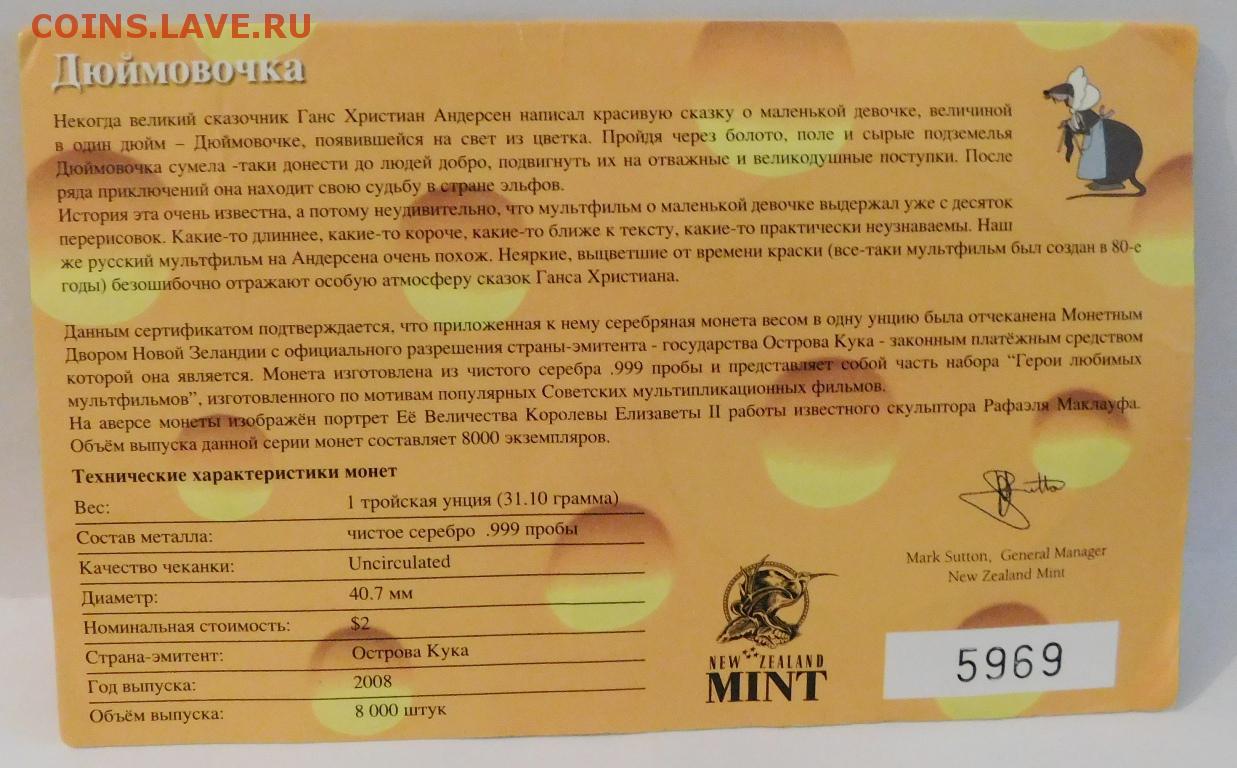 COINS.LAVE.RU
Дюймовочка
Некогда великий сказочник Ганс Христиан Андерсен написал красивую сказку о маленькой девочке, величиной
в один дюйм – Дюймовочке, появившейся на свет из цветка. Пройдя через болото, поле и сырые подземелья
Дюймовочка сумела -таки донести до людей добро, подвигнуть их на отважные и великодушные поступки. После
ряда приключений она находит свою судьбу в стране эльфов.
История эта очень известна, а потому неудивительно, что мультфильм о маленькой девочке выдержал уже с десяток
перерисовок. Какие-то длиннее, какие-то короче, какие-то ближе к тексту, какие-то практически неузнаваемы. Наш
же русский мультфильм на Андерсена очень похож. Неяркие, выцветшие от времени краски (все-таки мультфильм был создан в 80-е
годы) безошибочно отражают особую атмосферу сказок Ганса Христиана.
Данным сертификатом подтверждается, что приложенная к нему серебряная монета весом в одну унцию была отчеканена Монетным
Двором Новой Зеландии с официального разрешения страны-эмитента - государства Острова Кука - законным платёжным средством
которой она является. Монета изготовлена из чистого серебра .999 пробы и представляет собой часть набора “Герои любимых
мультфильмов”, изготовленного по мотивам популярных Советских мультипликационных фильмов.
На аверсе монеты изображён портрет Её Величества Королевы Елизаветы II работы известного скульптора Рафаэля Маклауфа.
Объём выпуска данной серии монет составляет 8000 экземпляров.
Технические характеристики монет
Вес: 1 тройская унция (31.10 грамма)
Состав металла: чистое серебро .999 пробы
Качество чеканки: Uncirculated
Диаметр: 40.7 мм
Номинальная стоимость: $2
Страна-эмитент: Острова Кука
Год выпуска: 2008
Объём выпуска: 8 000 штук
Mark Sutton, General Manager
New Zealand Mint
NEW ZEALAND
MINT
5969